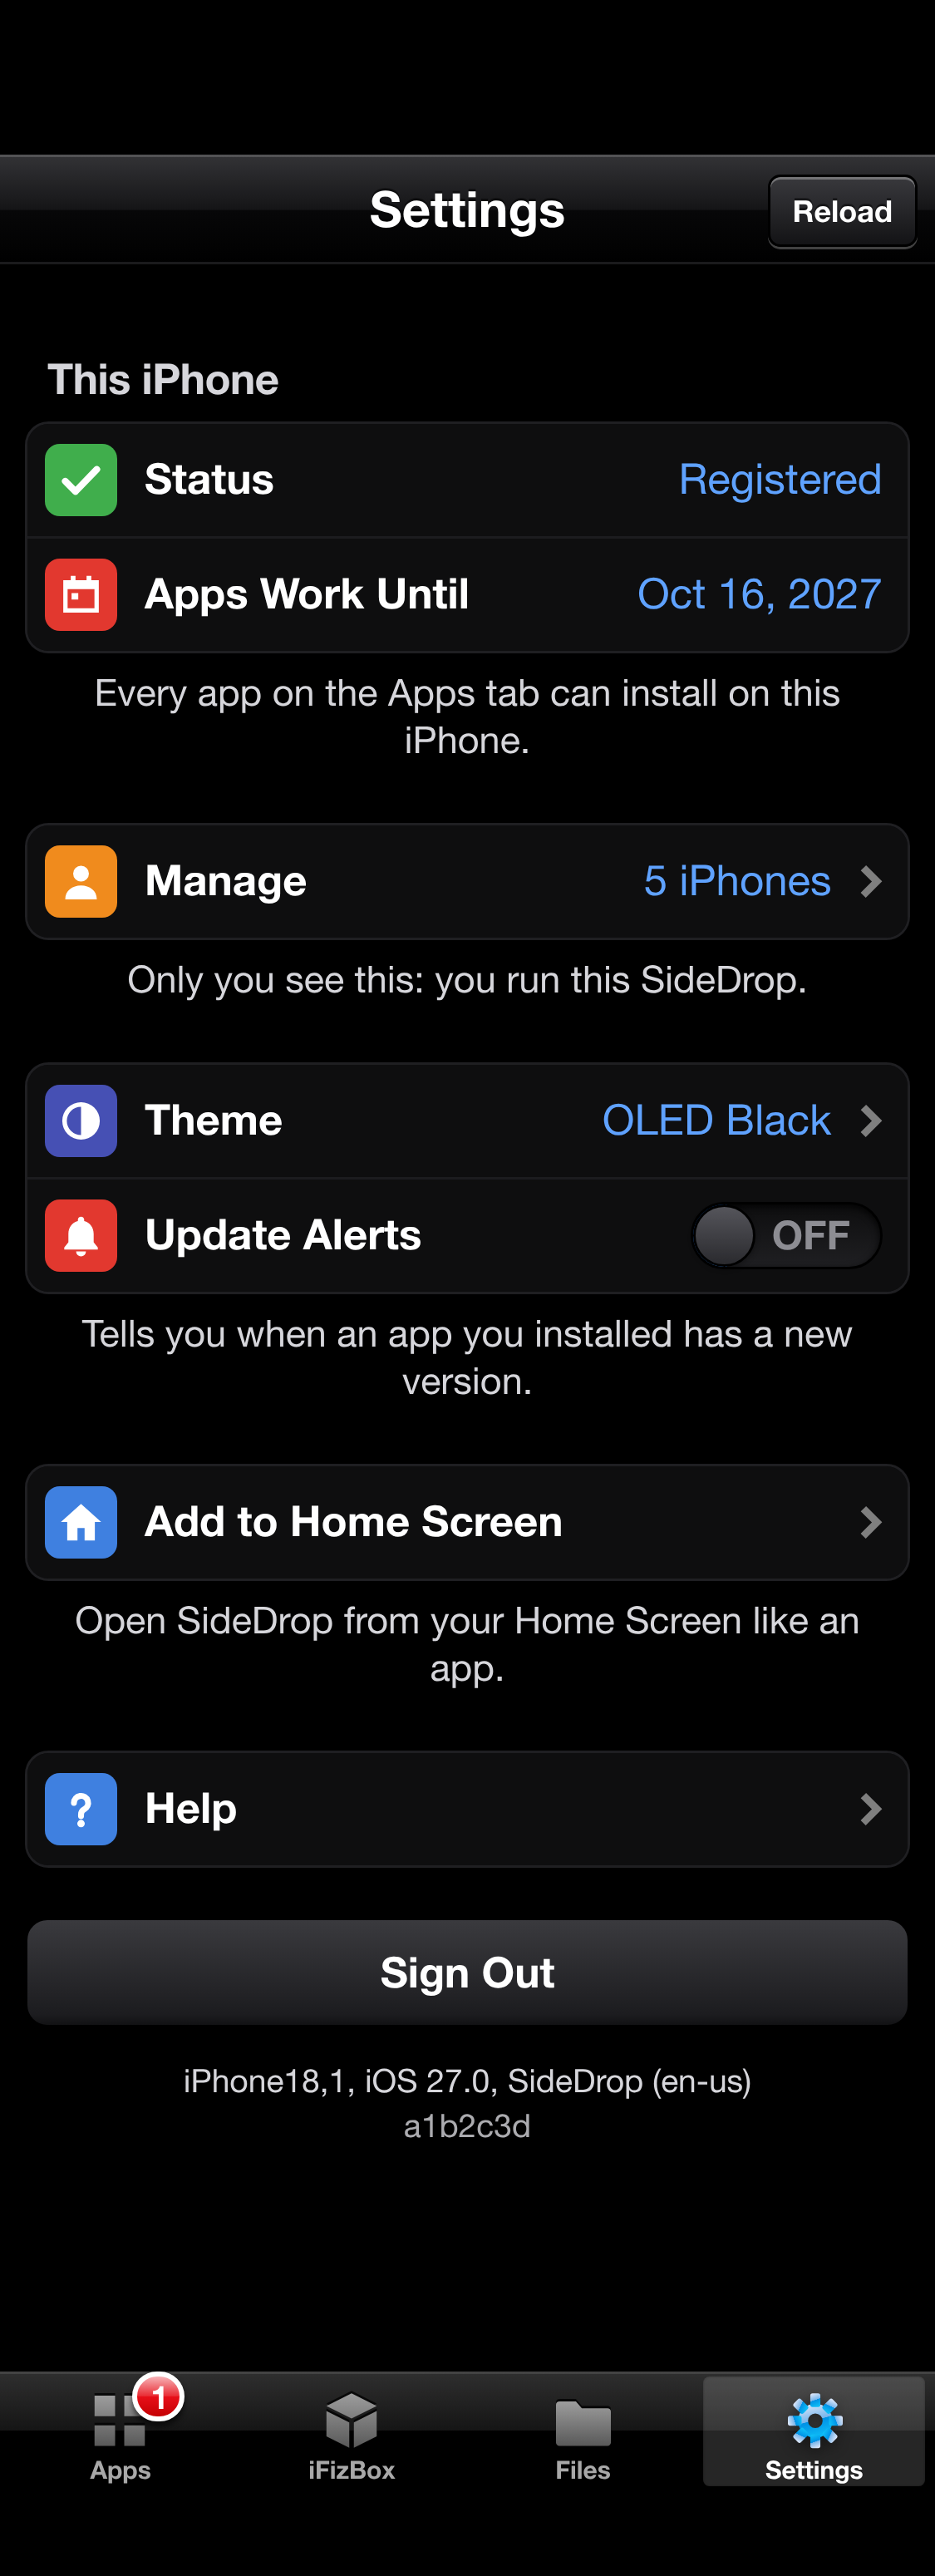 Settings
Reload
This iPhone
Status
Registered
Apps Work Until
Oct 16, 2027
Every app on the Apps tab can install on this
iPhone.
Manage
5 iPhones
Only you see this: you run this SideDrop.
Theme
OLED Black
Update Alerts
OFF
Tells you when an app you installed has a new
version.
Add to Home Screen
Open SideDrop from your Home Screen like an
app.
Help
Sign Out
iPhone18,1, iOS 27.0, SideDrop (en-us)
a1b2c3d
1
Apps
iFizBox
Files
Settings